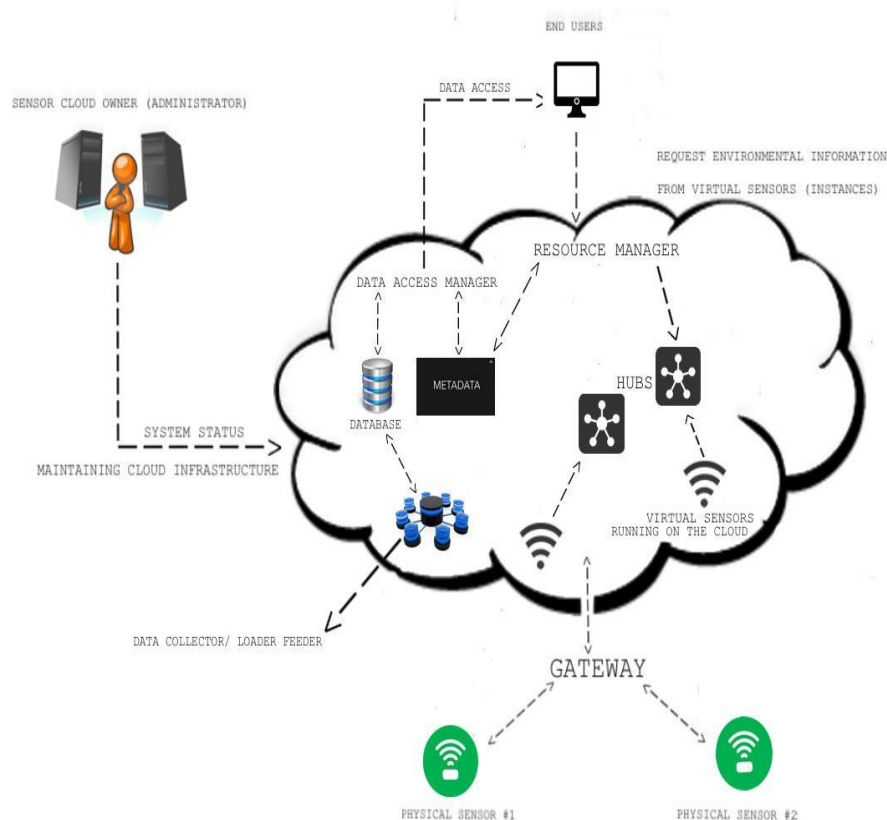 END USERS
DATA ACCESS
SENSOR CLOUD OWNER (ADMINISTRATOR)
REQUEST ENVIRONMENTAL INFORMATION
FROM VIRTUAL SENSORS (INSTANCES)
RESOURCE MANAGER
DATA ACCESS MANAGER
METADATA
HUBS
DATABASE
SYSTEM STATUS
MAINTAINING CLOUD INFRASTRUCTURE
VIRTUAL SENSORS
RUNNING ON THE CLOUD
DATA COLLECTOR/ LOADER FEEDER
GATEWAY
PHYSICAL SENSOR #1
PHYSICAL SENSOR #2